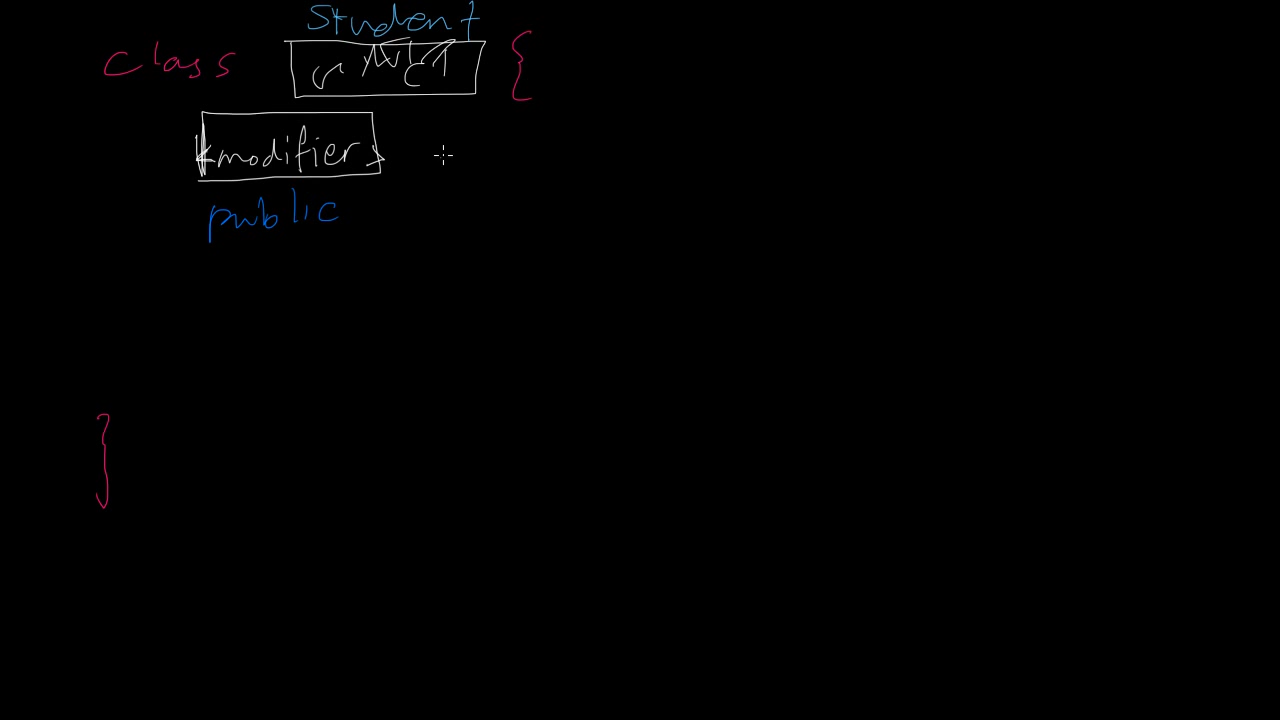 Student
class {
<modifier>
public
}